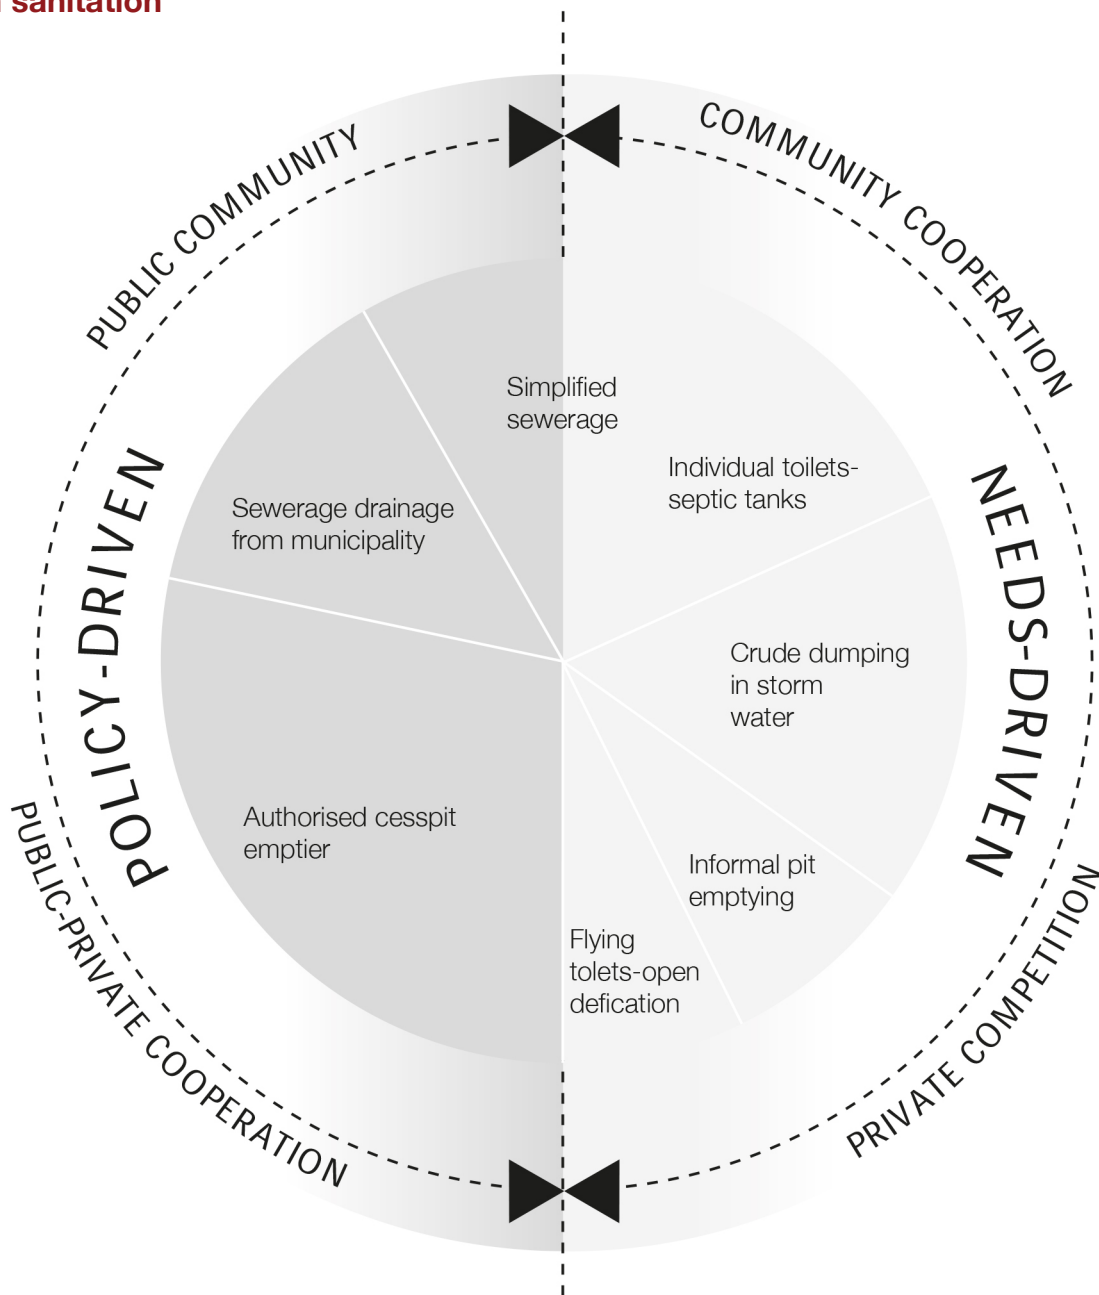 sanitation
PUBLIC COMMUNITY
COMMUNITY COOPERATION
POLICY-DRIVEN
NEEDS-DRIVEN
Simplified
sewerage
Individual toilets-
septic tanks
Sewerage drainage
from municipality
Crude dumping
in storm
water
Authorised cesspit
emptier
Informal pit
emptying
Flying
tolets-open
defication
PUBLIC-PRIVATE COOPERATION
PRIVATE COMPETITION